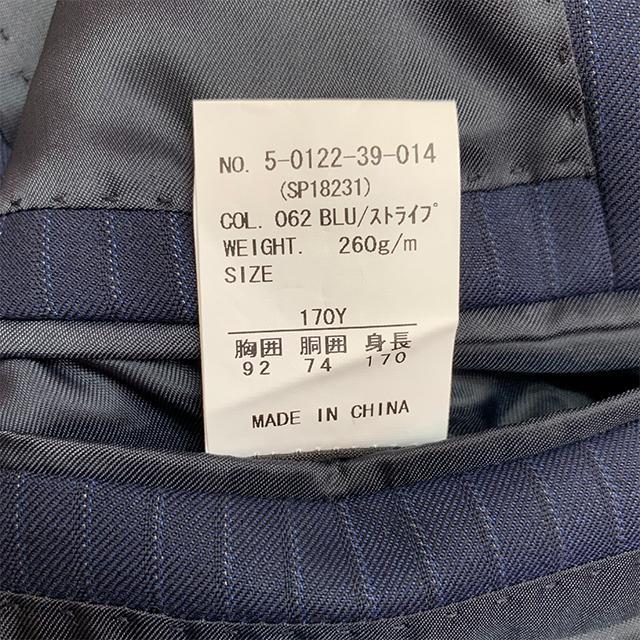 NO. 5-0122-39-014
(SP18231)
COL. 062 BLU/ｽﾄﾗｲﾌﾟ
WEIGHT. 260g/m
SIZE
170Y
胸囲 胴囲 身長
92 74 170
MADE IN CHINA